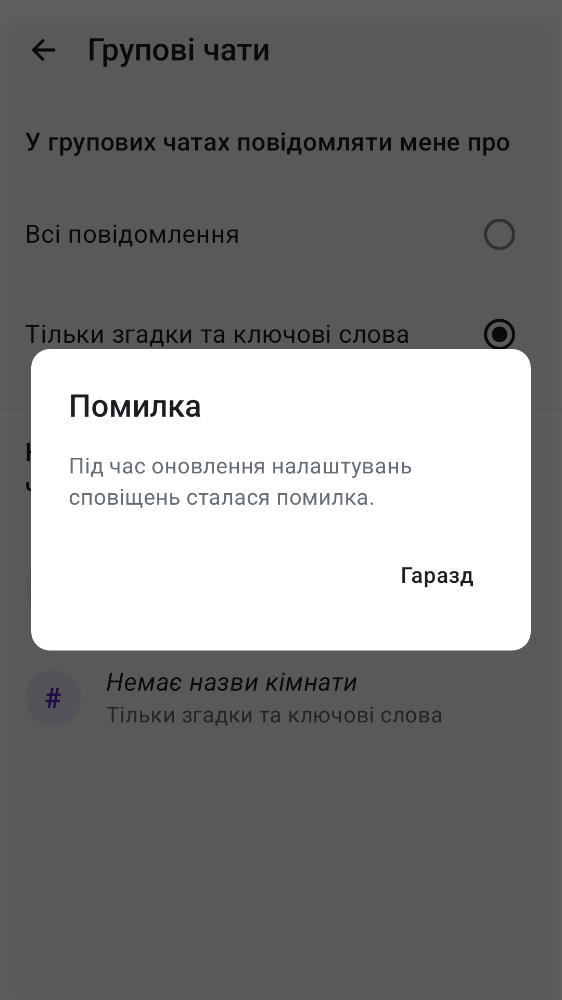 Групові чати
У групових чатах повідомляти мене про
Всі повідомлення
Тільки згадки та ключові слова
Помилка
Під час оновлення налаштувань
сповіщень сталася помилка.
Гаразд
#
Немає назви кімнати
Тільки згадки та ключові слова